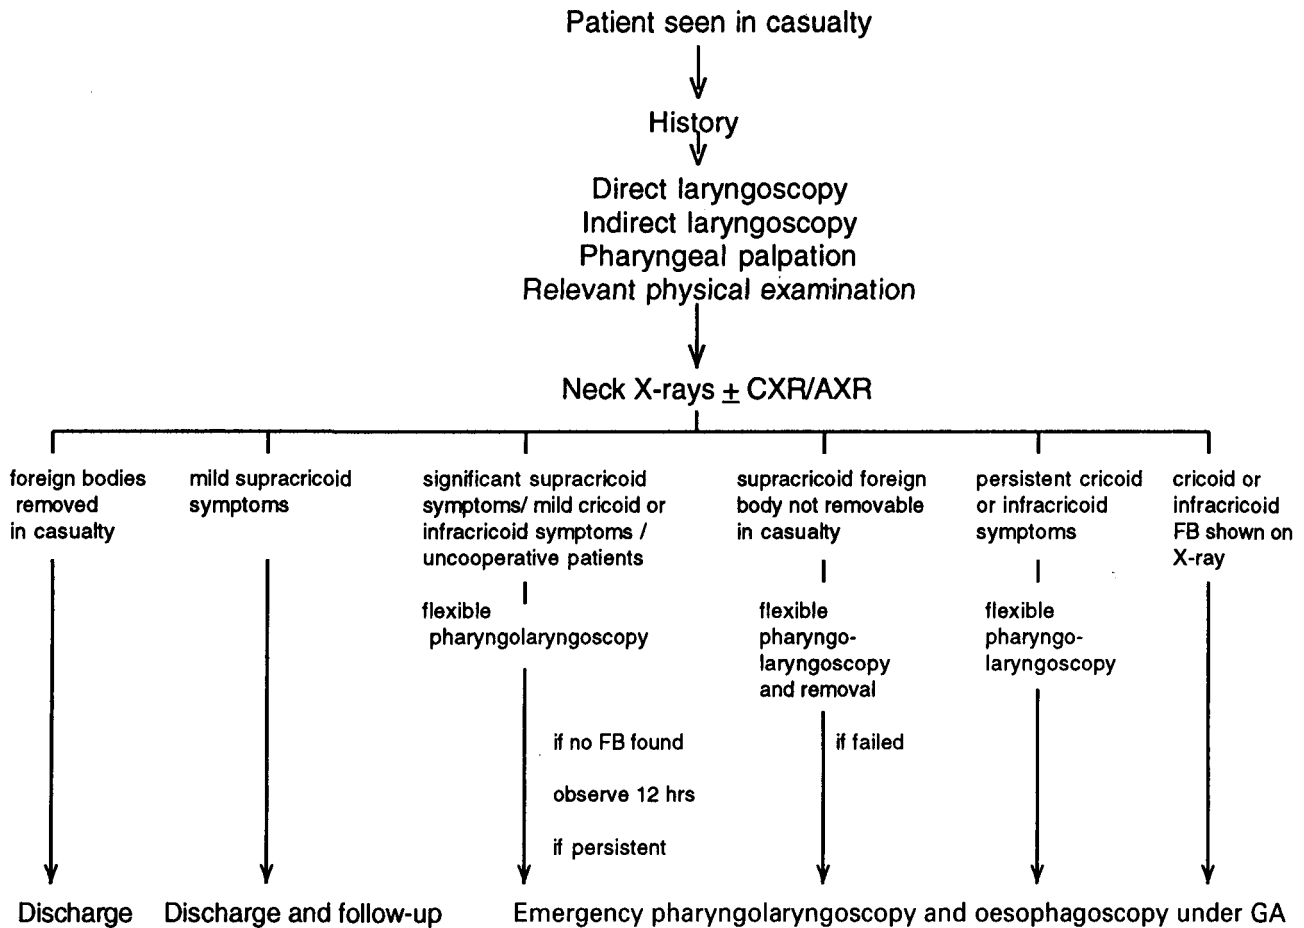 Patient seen in casualty
History
Direct laryngoscopy
Indirect laryngoscopy
Pharyngeal palpation
Relevant physical examination
Neck X-rays ± CXR/AXR
foreign bodies
removed
in casualty
mild supracricoid
symptoms
significant supracricoid
symptoms/ mild cricoid or
infracricoid symptoms /
uncooperative patients
supracricoid foreign
body not removable
in casualty
persistent cricoid
or infracricoid
symptoms
cricoid or
infracricoid
FB shown on
X-ray
flexible
pharyngolaryngoscopy
flexible
pharyngo-
laryngoscopy
and removal
flexible
pharyngo-
laryngoscopy
if no FB found
observe 12 hrs
if persistent
if failed
Discharge
Discharge and follow-up
Emergency pharyngolaryngoscopy and oesophagoscopy under GA